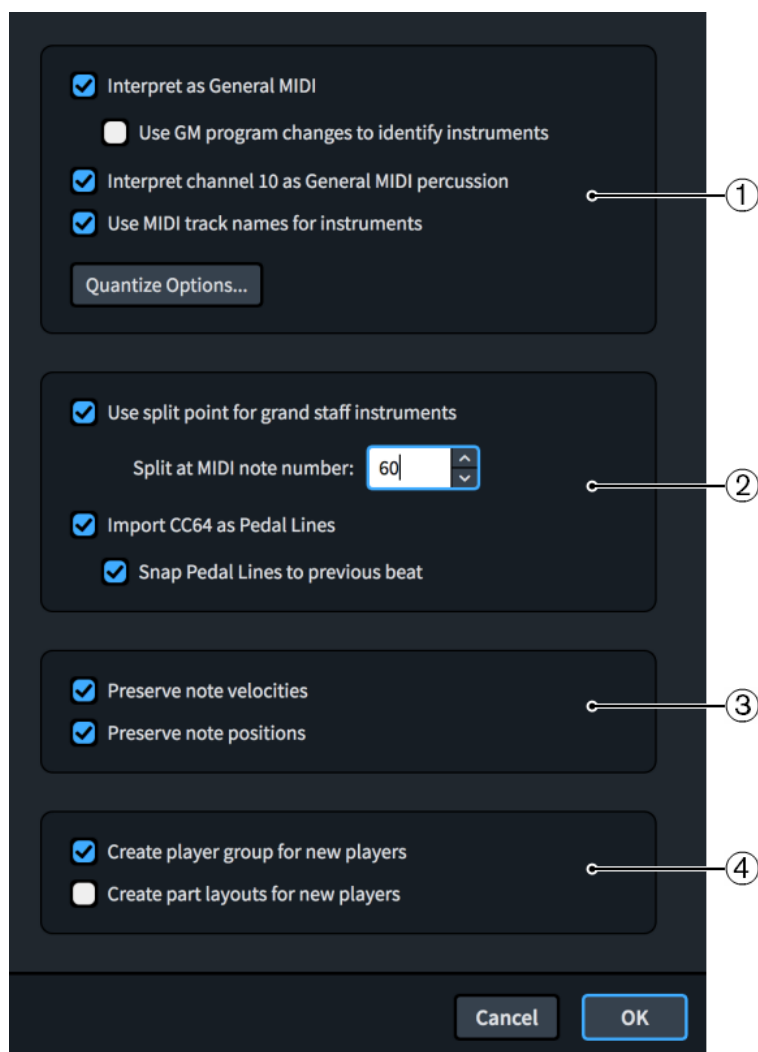 Interpret as General MIDI
Use GM program changes to identify instruments
Interpret channel 10 as General MIDI percussion
①
Use MIDI track names for instruments
Quantize Options...
Use split point for grand staff instruments
Split at MIDI note number: 60
②
Import CC64 as Pedal Lines
Snap Pedal Lines to previous beat
Preserve note velocities
③
Preserve note positions
Create player group for new players
④
Create part layouts for new players
Cancel OK